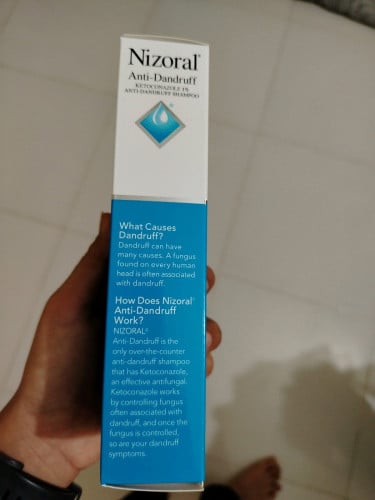 Nizoral®
Anti-Dandruff
KETOCONAZOLE 1%
ANTI-DANDRUFF SHAMPOO
®
What Causes
Dandruff?
Dandruff can have
many causes. A fungus
found on every human
head is often associated
with dandruff.
How Does Nizoral®
Anti-Dandruff
Work?
NIZORAL®
Anti-Dandruff is the
only over-the-counter
anti-dandruff shampoo
that has Ketoconazole,
an effective antifungal.
Ketoconazole works
by controlling fungus
often associated with
dandruff, and once the
fungus is controlled,
so are your dandruff
symptoms.